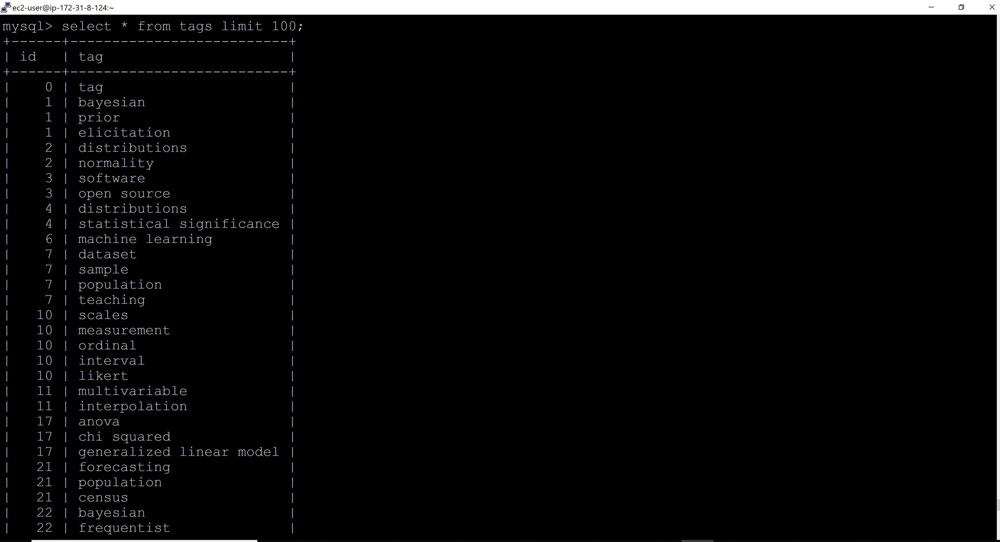 ec2-user@ip-172-31-8-124:~
mysql> select * from tags limit 100;
+------+--------------------------+
| id   | tag                      |
+------+--------------------------+
|    0 | tag                      |
|    1 | bayesian                 |
|    1 | prior                    |
|    1 | elicitation              |
|    2 | distributions            |
|    2 | normality                |
|    3 | software                 |
|    3 | open source              |
|    4 | distributions            |
|    4 | statistical significance |
|    6 | machine learning         |
|    7 | dataset                  |
|    7 | sample                   |
|    7 | population               |
|    7 | teaching                 |
|   10 | scales                   |
|   10 | measurement              |
|   10 | ordinal                  |
|   10 | interval                 |
|   10 | likert                   |
|   11 | multivariable            |
|   11 | interpolation            |
|   17 | anova                    |
|   17 | chi squared              |
|   17 | generalized linear model |
|   21 | forecasting              |
|   21 | population               |
|   21 | census                   |
|   22 | bayesian                 |
|   22 | frequentist              |